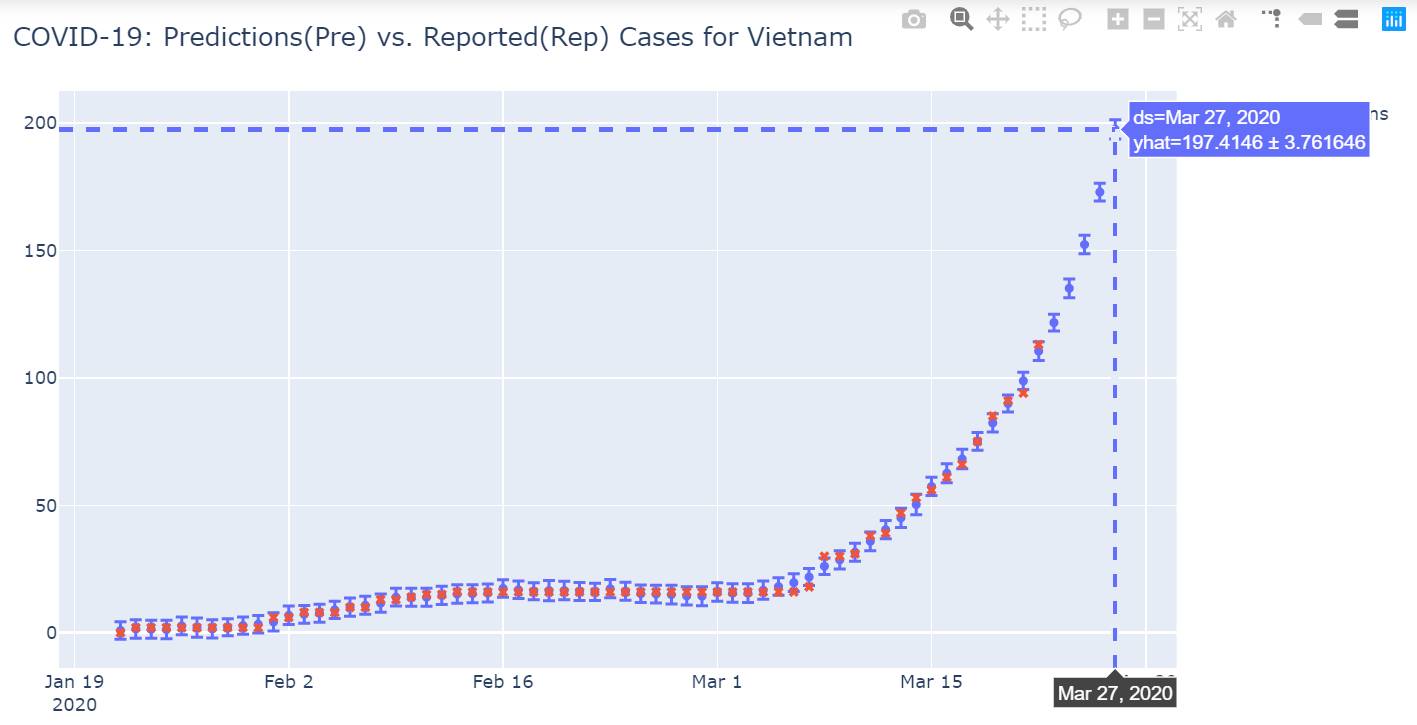 COVID-19: Predictions(Pre) vs. Reported(Rep) Cases for Vietnam
ds=Mar 27, 2020
yhat=197.4146 ± 3.761646
200
150
100
50
0
Jan 19
2020
Feb 2
Feb 16
Mar 1
Mar 15
Mar 27, 2020